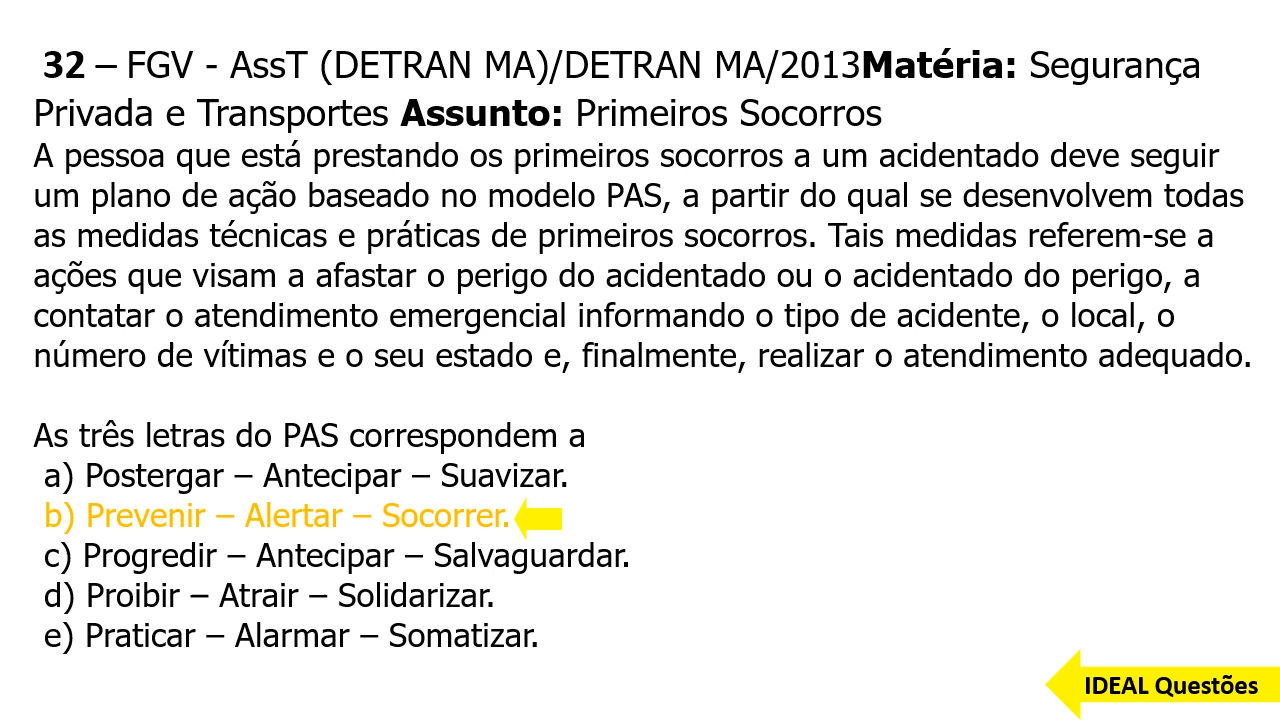 32 – FGV - AssT (DETRAN MA)/DETRAN MA/2013Matéria: Segurança
Privada e Transportes Assunto: Primeiros Socorros
A pessoa que está prestando os primeiros socorros a um acidentado deve seguir
um plano de ação baseado no modelo PAS, a partir do qual se desenvolvem todas
as medidas técnicas e práticas de primeiros socorros. Tais medidas referem-se a
ações que visam a afastar o perigo do acidentado ou o acidentado do perigo, a
contatar o atendimento emergencial informando o tipo de acidente, o local, o
número de vítimas e o seu estado e, finalmente, realizar o atendimento adequado.
As três letras do PAS correspondem a
a) Postergar – Antecipar – Suavizar.
b) Prevenir – Alertar – Socorrer.
c) Progredir – Antecipar – Salvaguardar.
d) Proibir – Atrair – Solidarizar.
e) Praticar – Alarmar – Somatizar.
IDEAL Questões